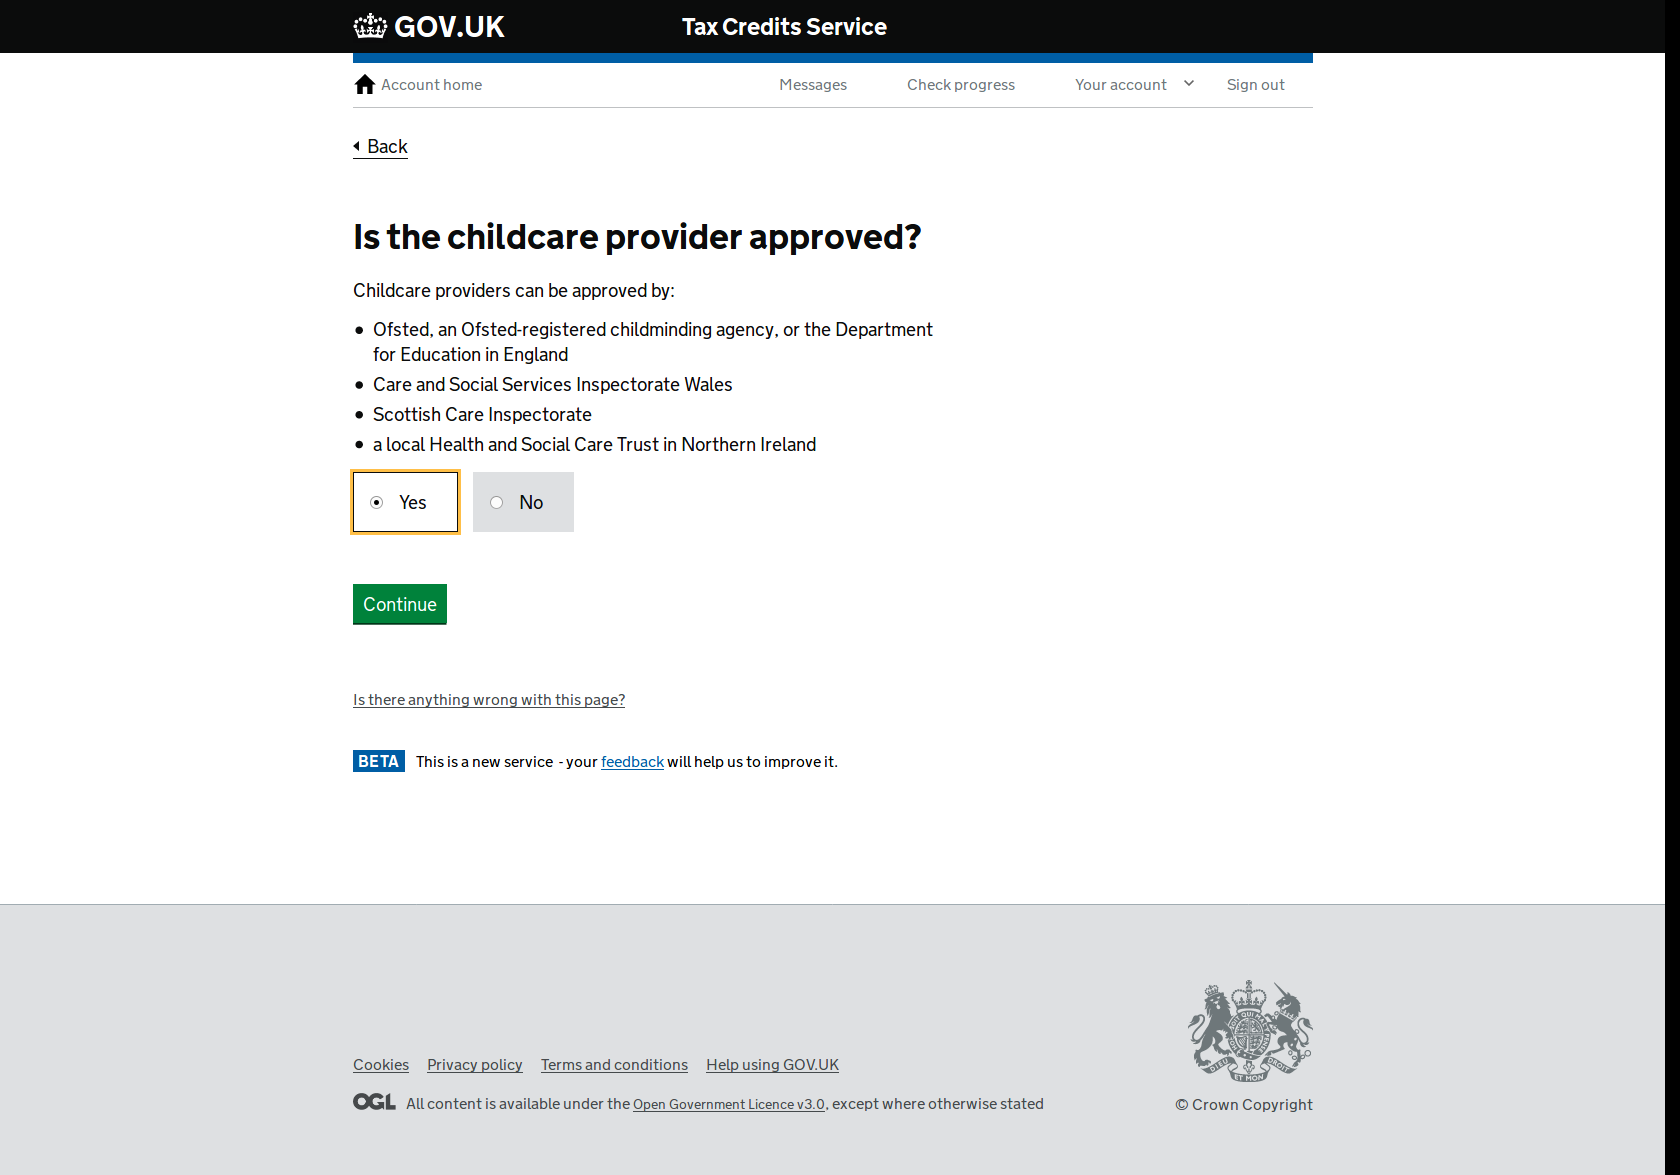 GOV.UK
Tax Credits Service
Account home
Messages
Check progress
Your account
Sign out
Back
Is the childcare provider approved?
Childcare providers can be approved by:
• Ofsted, an Ofsted-registered childminding agency, or the Department
for Education in England
• Care and Social Services Inspectorate Wales
• Scottish Care Inspectorate
• a local Health and Social Care Trust in Northern Ireland
Yes
No
Continue
Is there anything wrong with this page?
BETA This is a new service - your feedback will help us to improve it.
Cookies Privacy policy Terms and conditions Help using GOV.UK
OGL All content is available under the Open Government Licence v3.0, except where otherwise stated
© Crown Copyright